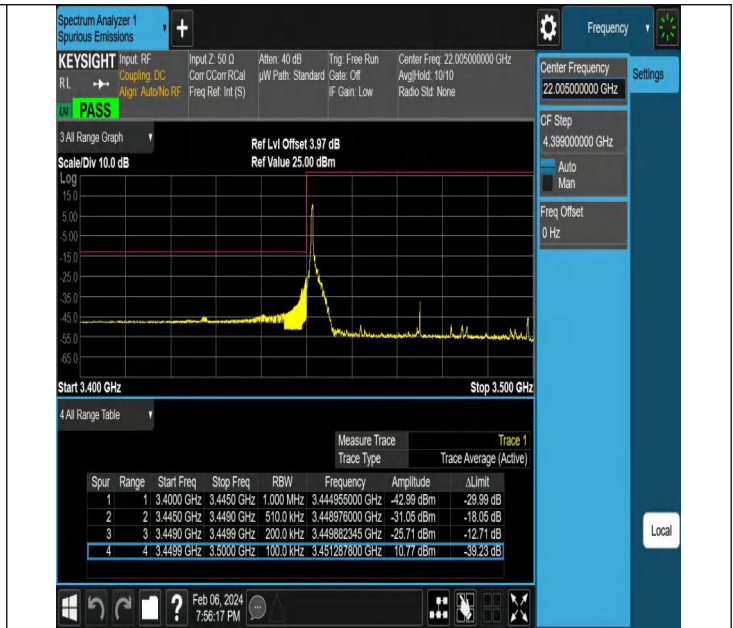 Spectrum Analyzer 1
Spurious Emissions
Frequency
KEYSIGHT Input: RF Input Z: 50 Ω Atten: 40 dB Trig: Free Run Center Freq: 22.005000000 GHz
RL Coupling: DC Corr CCorr RCal µW Path: Standard Gate: Off Avg|Hold: 10/10
Align: Auto/No RF Freq Ref: Int (S) IF Gain: Low Radio Std: None
PASS
Center Frequency
22.005000000 GHz
Settings
CF Step
4.399000000 GHz
Auto
Man
Freq Offset
0 Hz
3 All Range Graph
Ref Lvl Offset 3.97 dB
Scale/Div 10.0 dB Ref Value 25.00 dBm
Log
15.0
5.00
-5.00
-15.0
-25.0
-35.0
-45.0
-55.0
-65.0
Start 3.400 GHz Stop 3.500 GHz
4 All Range Table
Measure Trace Trace 1
Trace Type Trace Average (Active)
Spur Range Start Freq Stop Freq RBW Frequency Amplitude ΔLimit
1 1 3.4000 GHz 3.4450 GHz 1.000 MHz 3.444955000 GHz -42.99 dBm -29.99 dB
2 2 3.4450 GHz 3.4490 GHz 510.0 kHz 3.448976000 GHz -31.05 dBm -18.05 dB
3 3 3.4490 GHz 3.4499 GHz 200.0 kHz 3.449882345 GHz -25.71 dBm -12.71 dB
4 4 3.4499 GHz 3.5000 GHz 100.0 kHz 3.451287800 GHz 10.77 dBm -39.23 dB
Local
Feb 06, 2024
7:56:17 PM